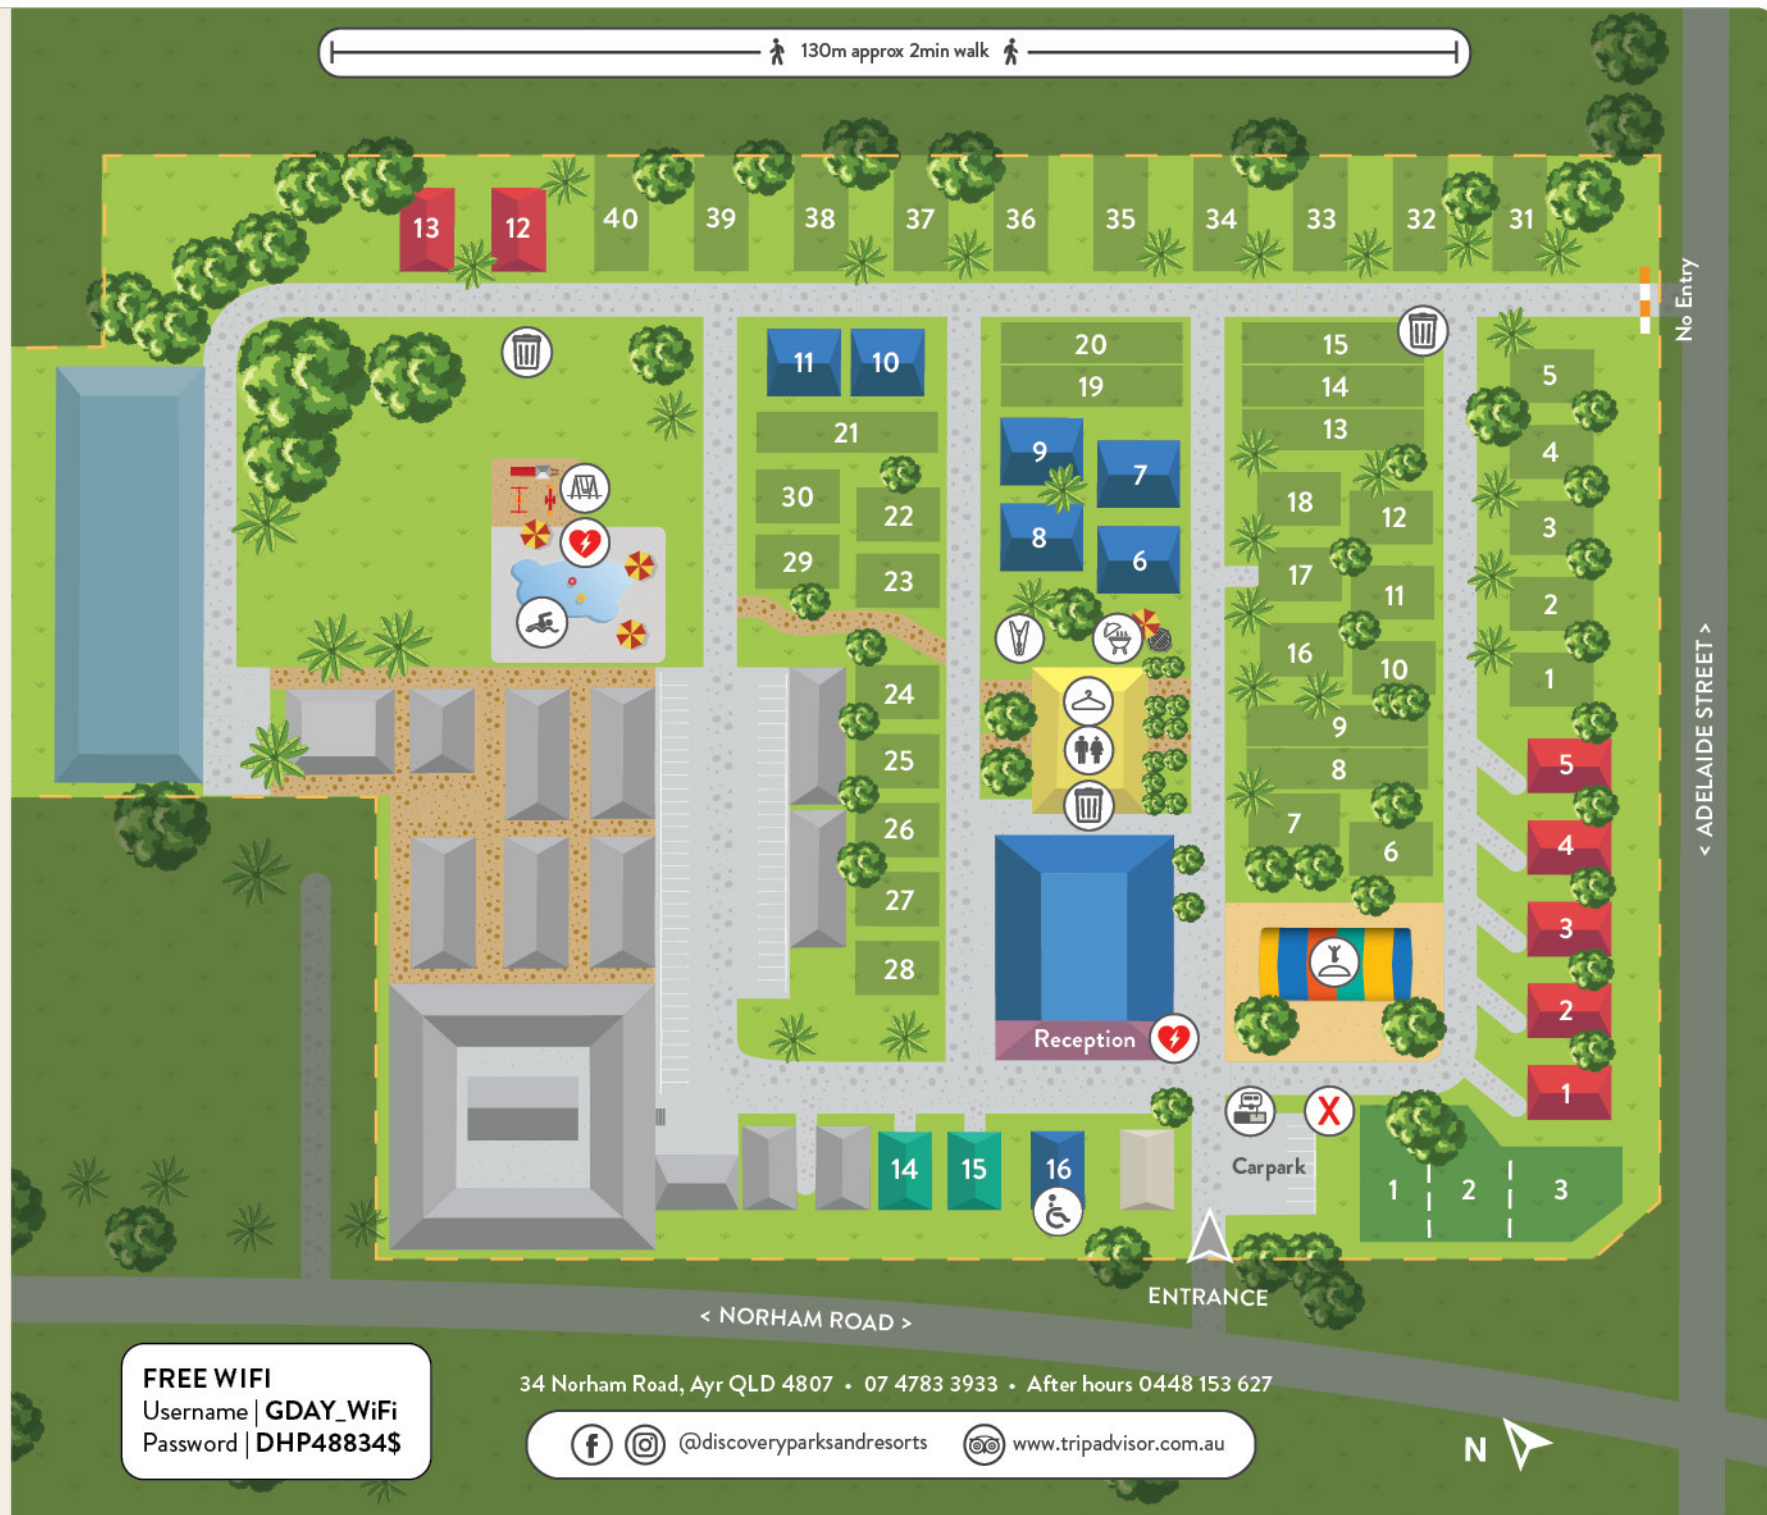 130m approx 2min walk
13 12 40 39 38 37 36 35 34 33 32 31
No Entry
11 10 20 15
19 14 5
21 9 13 4
7
30 22 18 12 3
8
29 23 6 17 11 2
16 10 1
24 9
25 8 5
26 7 6 4
27 3
28 2
Reception
1
< ADELAIDE STREET >
X
14 15 16 Carpark 1 2 3
ENTRANCE
< NORHAM ROAD >
FREE WIFI
Username | GDAY_WiFi
Password | DHP48834$
34 Norham Road, Ayr QLD 4807 • 07 4783 3933 • After hours 0448 153 627
@discoveryparksandresorts www.tripadvisor.com.au
N